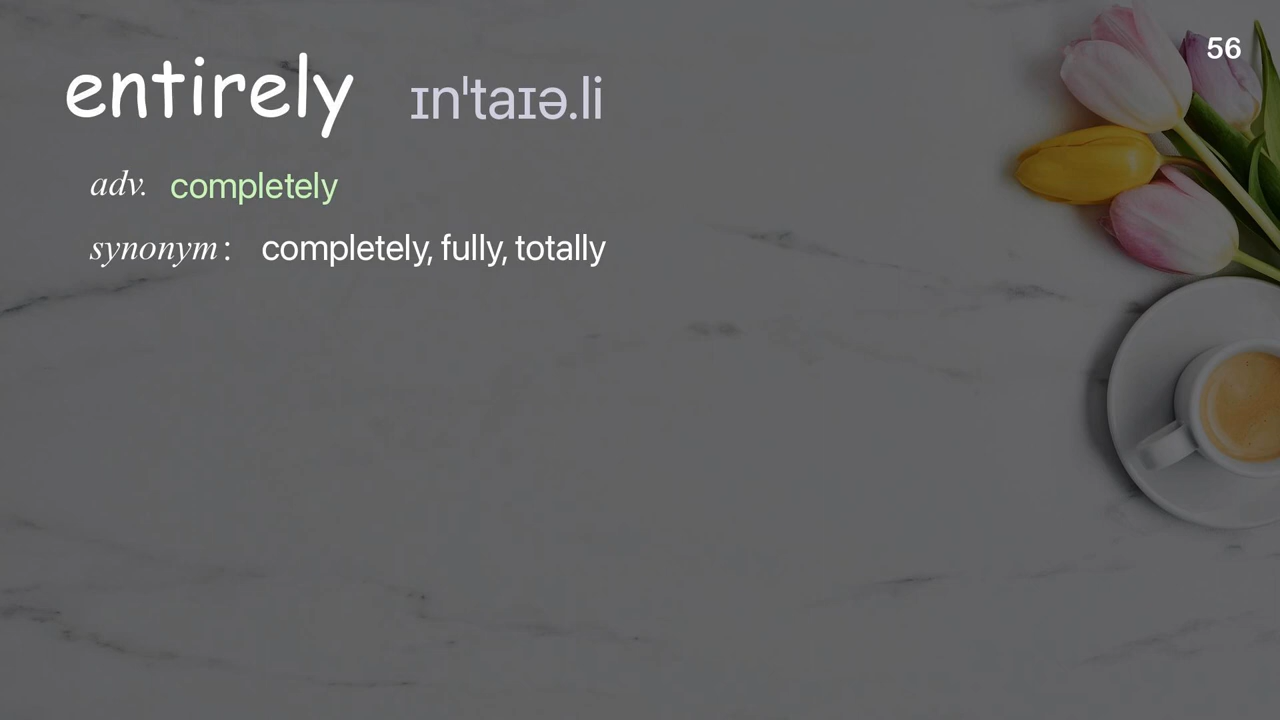 56
entirely ɪnˈtaɪə.li
adv. completely
synonym: completely, fully, totally